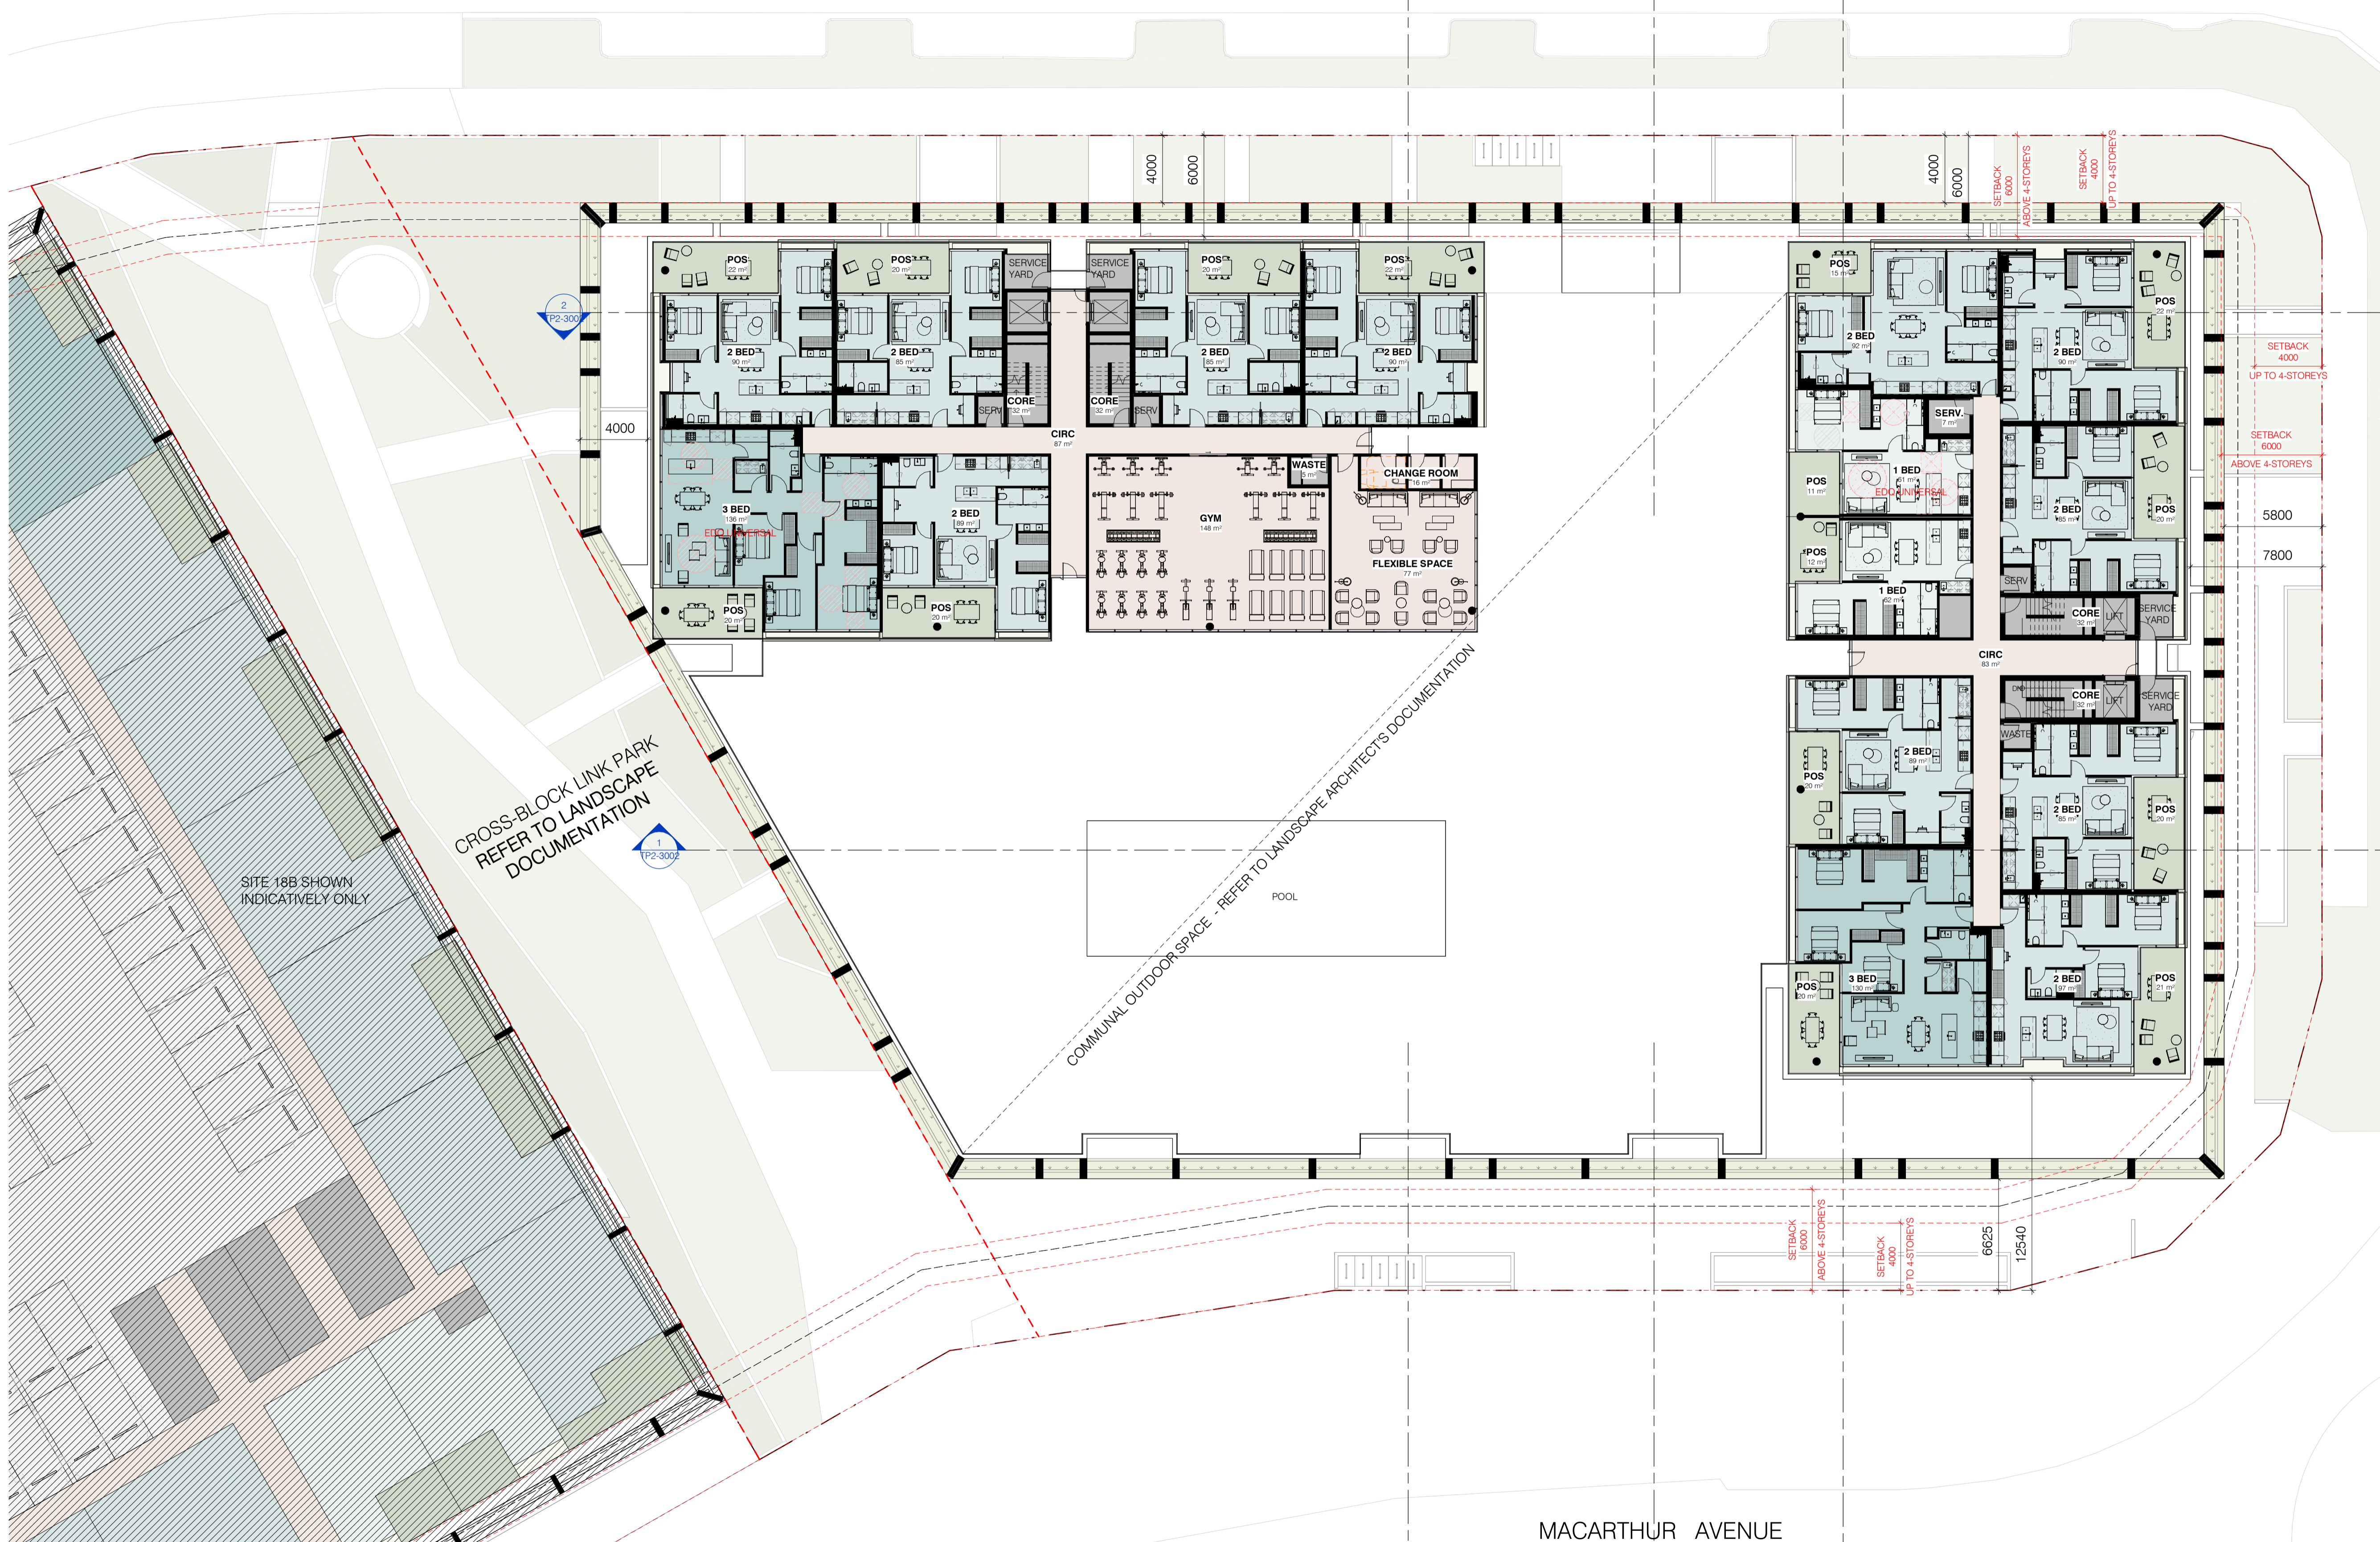 4000
6000
4000
6000
SETBACK
6000
ABOVE 4-STOREYS
SETBACK
4000
UP TO 4-STOREYS
POS
22 m²
POS
20 m²
SERVICE
YARD
SERVICE
YARD
POS
20 m²
POS
22 m²
POS
15 m²
POS
22 m²
2
TP2-3002
2 BED
90 m²
2 BED
85 m²
2 BED
85 m²
2 BED
90 m²
2 BED
92 m²
2 BED
90 m²
SETBACK
4000
UP TO 4-STOREYS
SERV
CORE
32 m²
CORE
32 m²
SERV
SERV.
7 m²
4000
CIRC
87 m²
SETBACK
6000
ABOVE 4-STOREYS
WASTE
5 m²
CHANGE ROOM
16 m²
1 BED
61 m²
EDQ UNIVERSAL
POS
11 m²
3 BED
136 m²
EDQ UNIVERSAL
2 BED
89 m²
GYM
148 m²
2 BED
85 m²
POS
20 m²
5800
7800
FLEXIBLE SPACE
77 m²
POS
12 m²
1 BED
62 m²
SERV
POS
20 m²
POS
20 m²
CORE
32 m²
LIFT
SERVICE
YARD
CIRC
83 m²
DN
CORE
32 m²
LIFT
SERVICE
YARD
WASTE
2 BED
89 m²
POS
20 m²
2 BED
85 m²
POS
20 m²
CROSS-BLOCK LINK PARK
REFER TO LANDSCAPE
DOCUMENTATION
1
TP2-3002
SITE 18B SHOWN
INDICATIVELY ONLY
POOL
COMMUNAL OUTDOOR SPACE - REFER TO LANDSCAPE ARCHITECT'S DOCUMENTATION
POS
20 m²
3 BED
130 m²
2 BED
97 m²
POS
21 m²
SETBACK
6000
ABOVE 4-STOREYS
SETBACK
4000
UP TO 4-STOREYS
6625
12540
MACARTHUR AVENUE